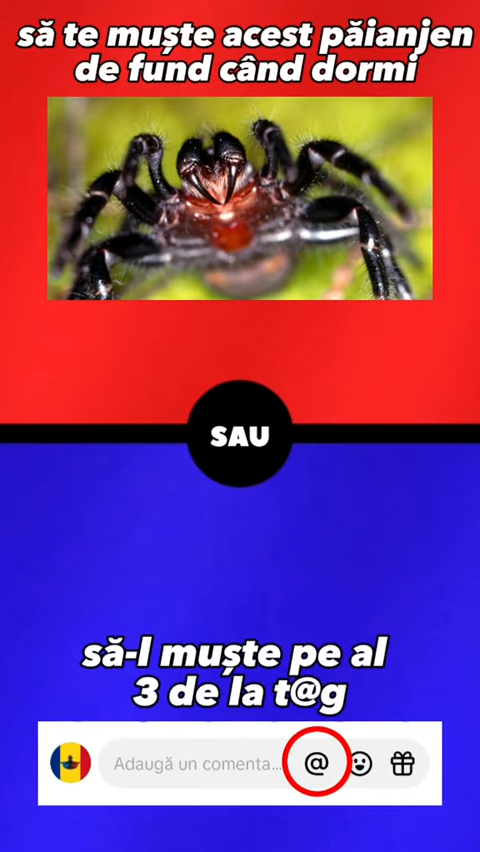 să te muște acest păianjen
de fund când dormi
SAU
să-l muște pe al
3 de la t@g
Adaugă un comenta... @